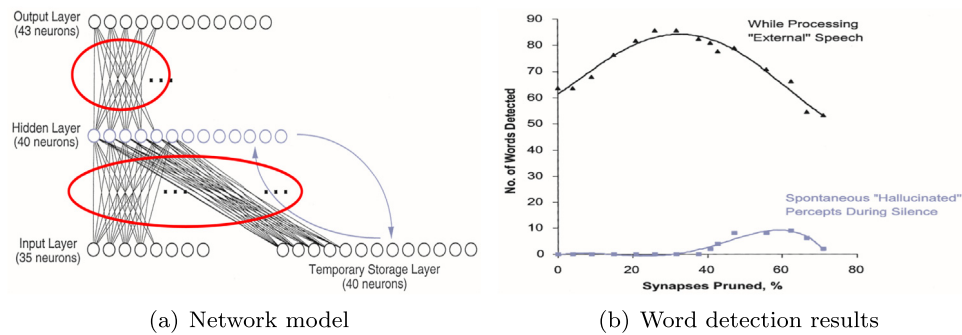 Output Layer
(43 neurons)
Hidden Layer
(40 neurons)
Input Layer
(35 neurons)
Temporary Storage Layer
(40 neurons)
(a) Network model
No. of Words Detected
90
80
70
60
50
40
30
20
10
0
While Processing
"External" Speech
Spontaneous "Hallucinated"
Percepts During Silence
0
20
40
60
80
Synapses Pruned, %
(b) Word detection results